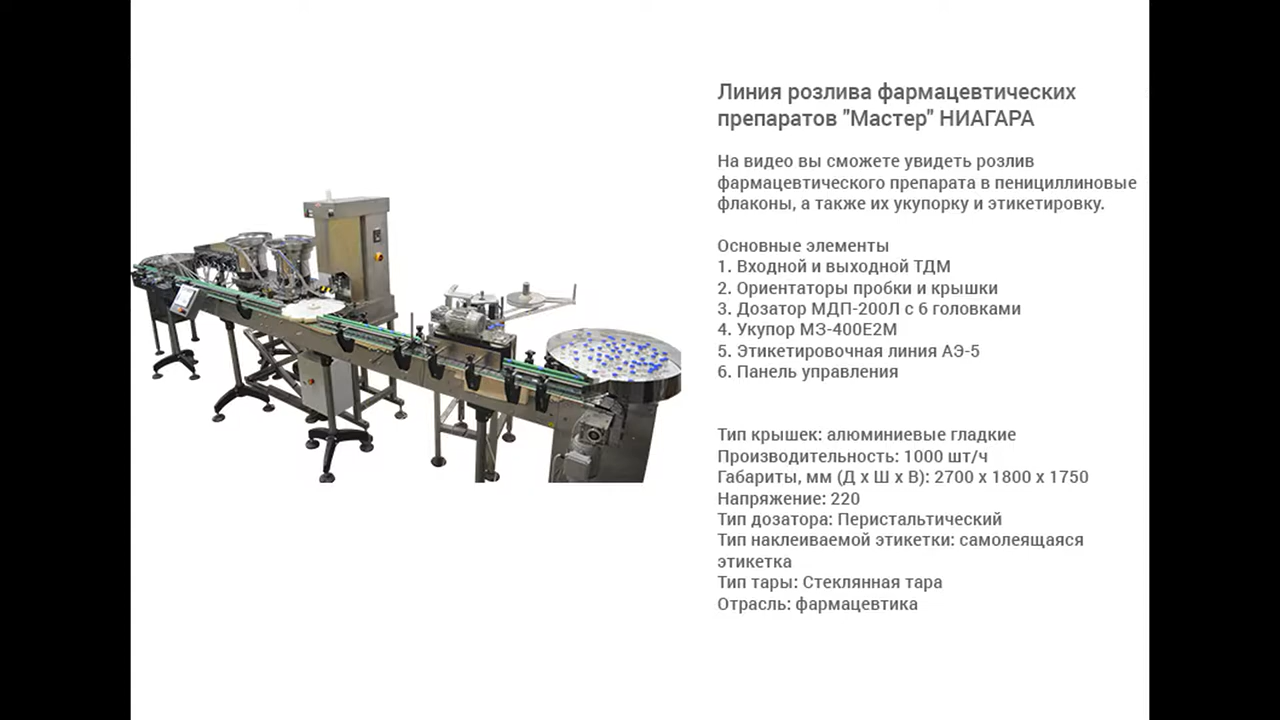 Линия розлива фармацевтических
препаратов "Мастер" НИАГАРА
На видео вы сможете увидеть розлив
фармацевтического препарата в пенициллиновые
флаконы, а также их укупорку и этикетировку.
Основные элементы
1. Входной и выходной ТДМ
2. Ориентаторы пробки и крышки
3. Дозатор МДП-200Л с 6 головками
4. Укупор МЗ-400Е2М
5. Этикетировочная линия АЭ-5
6. Панель управления
Тип крышек: алюминиевые гладкие
Производительность: 1000 шт/ч
Габариты, мм (Д х Ш х В): 2700 х 1800 х 1750
Напряжение: 220
Тип дозатора: Перистальтический
Тип наклеиваемой этикетки: самолеящаяся
этикетка
Тип тары: Стеклянная тара
Отрасль: фармацевтика